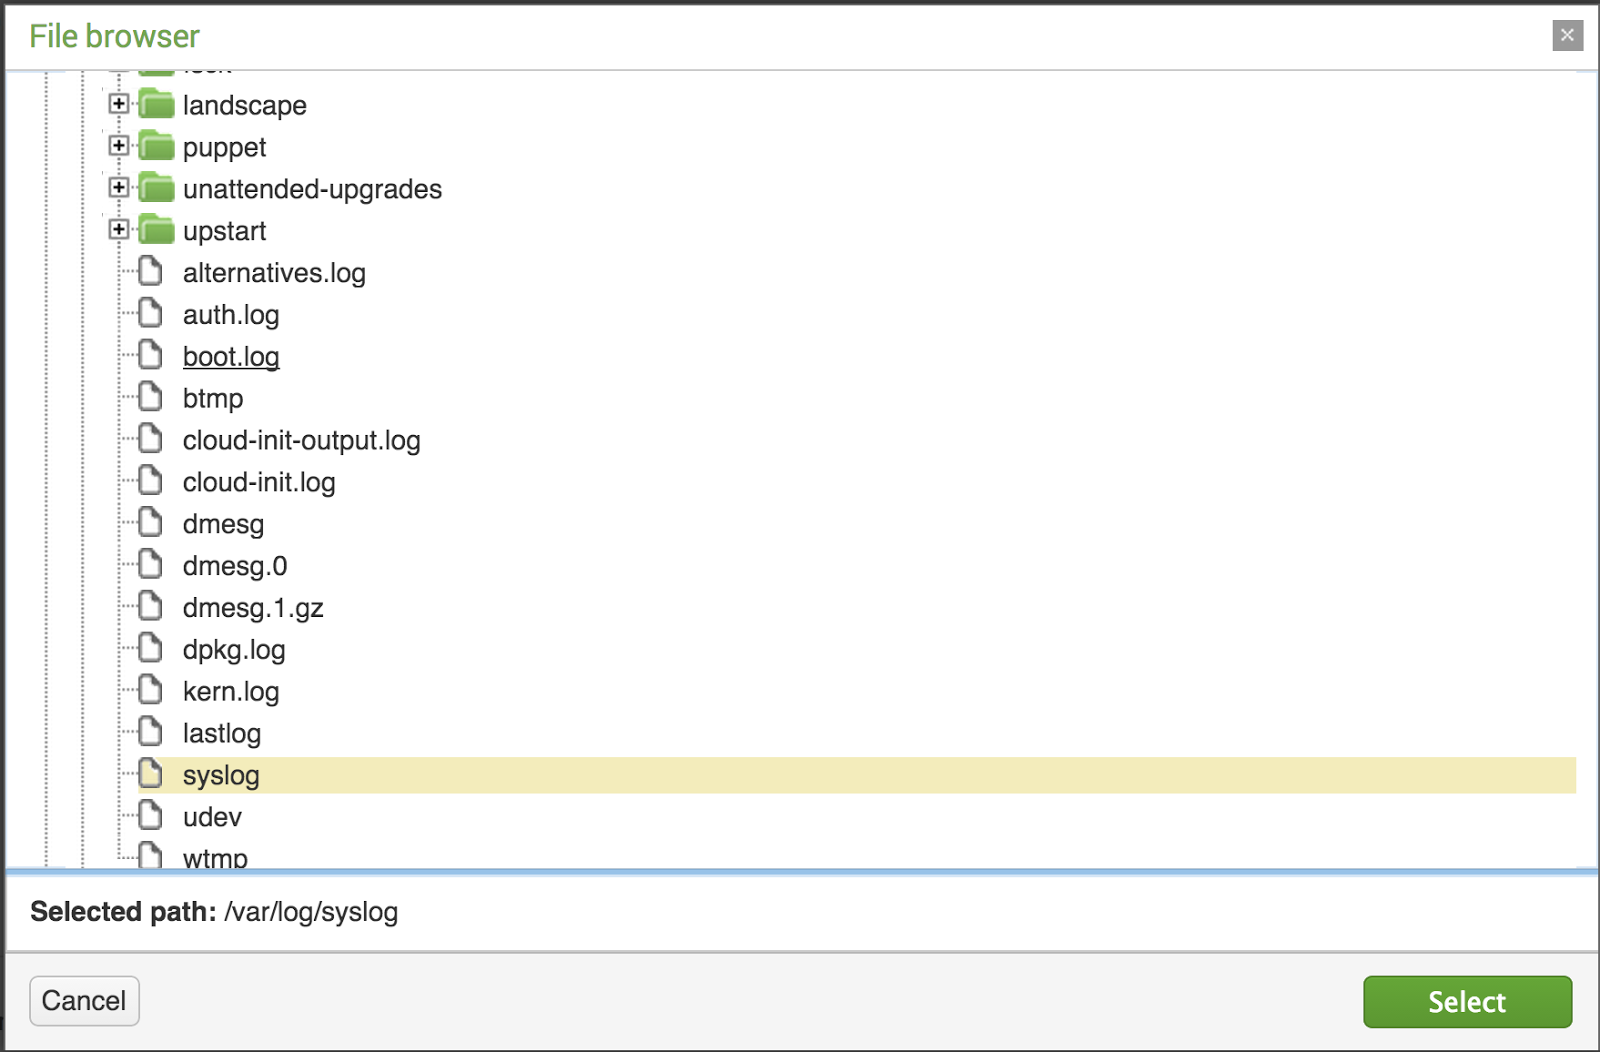 File browser
landscape
puppet
unattended-upgrades
upstart
alternatives.log
auth.log
boot.log
btmp
cloud-init-output.log
cloud-init.log
dmesg
dmesg.0
dmesg.1.gz
dpkg.log
kern.log
lastlog
syslog
udev
wtmp
Selected path: /var/log/syslog
Cancel
Select